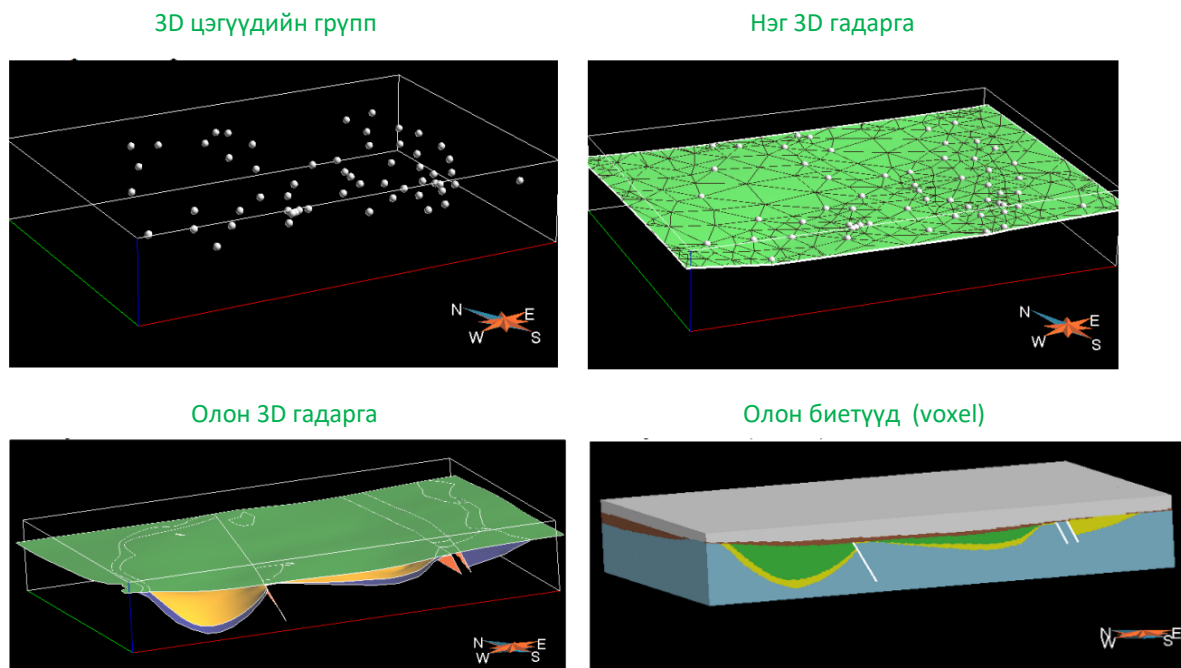 3D цэгүүдийн грүпп
Нэг 3D гадарга
N
E
W
S
N
E
W
S
Олон 3D гадарга
Олон биетүүд (voxel)
N
E
W
S
N
E
W
S